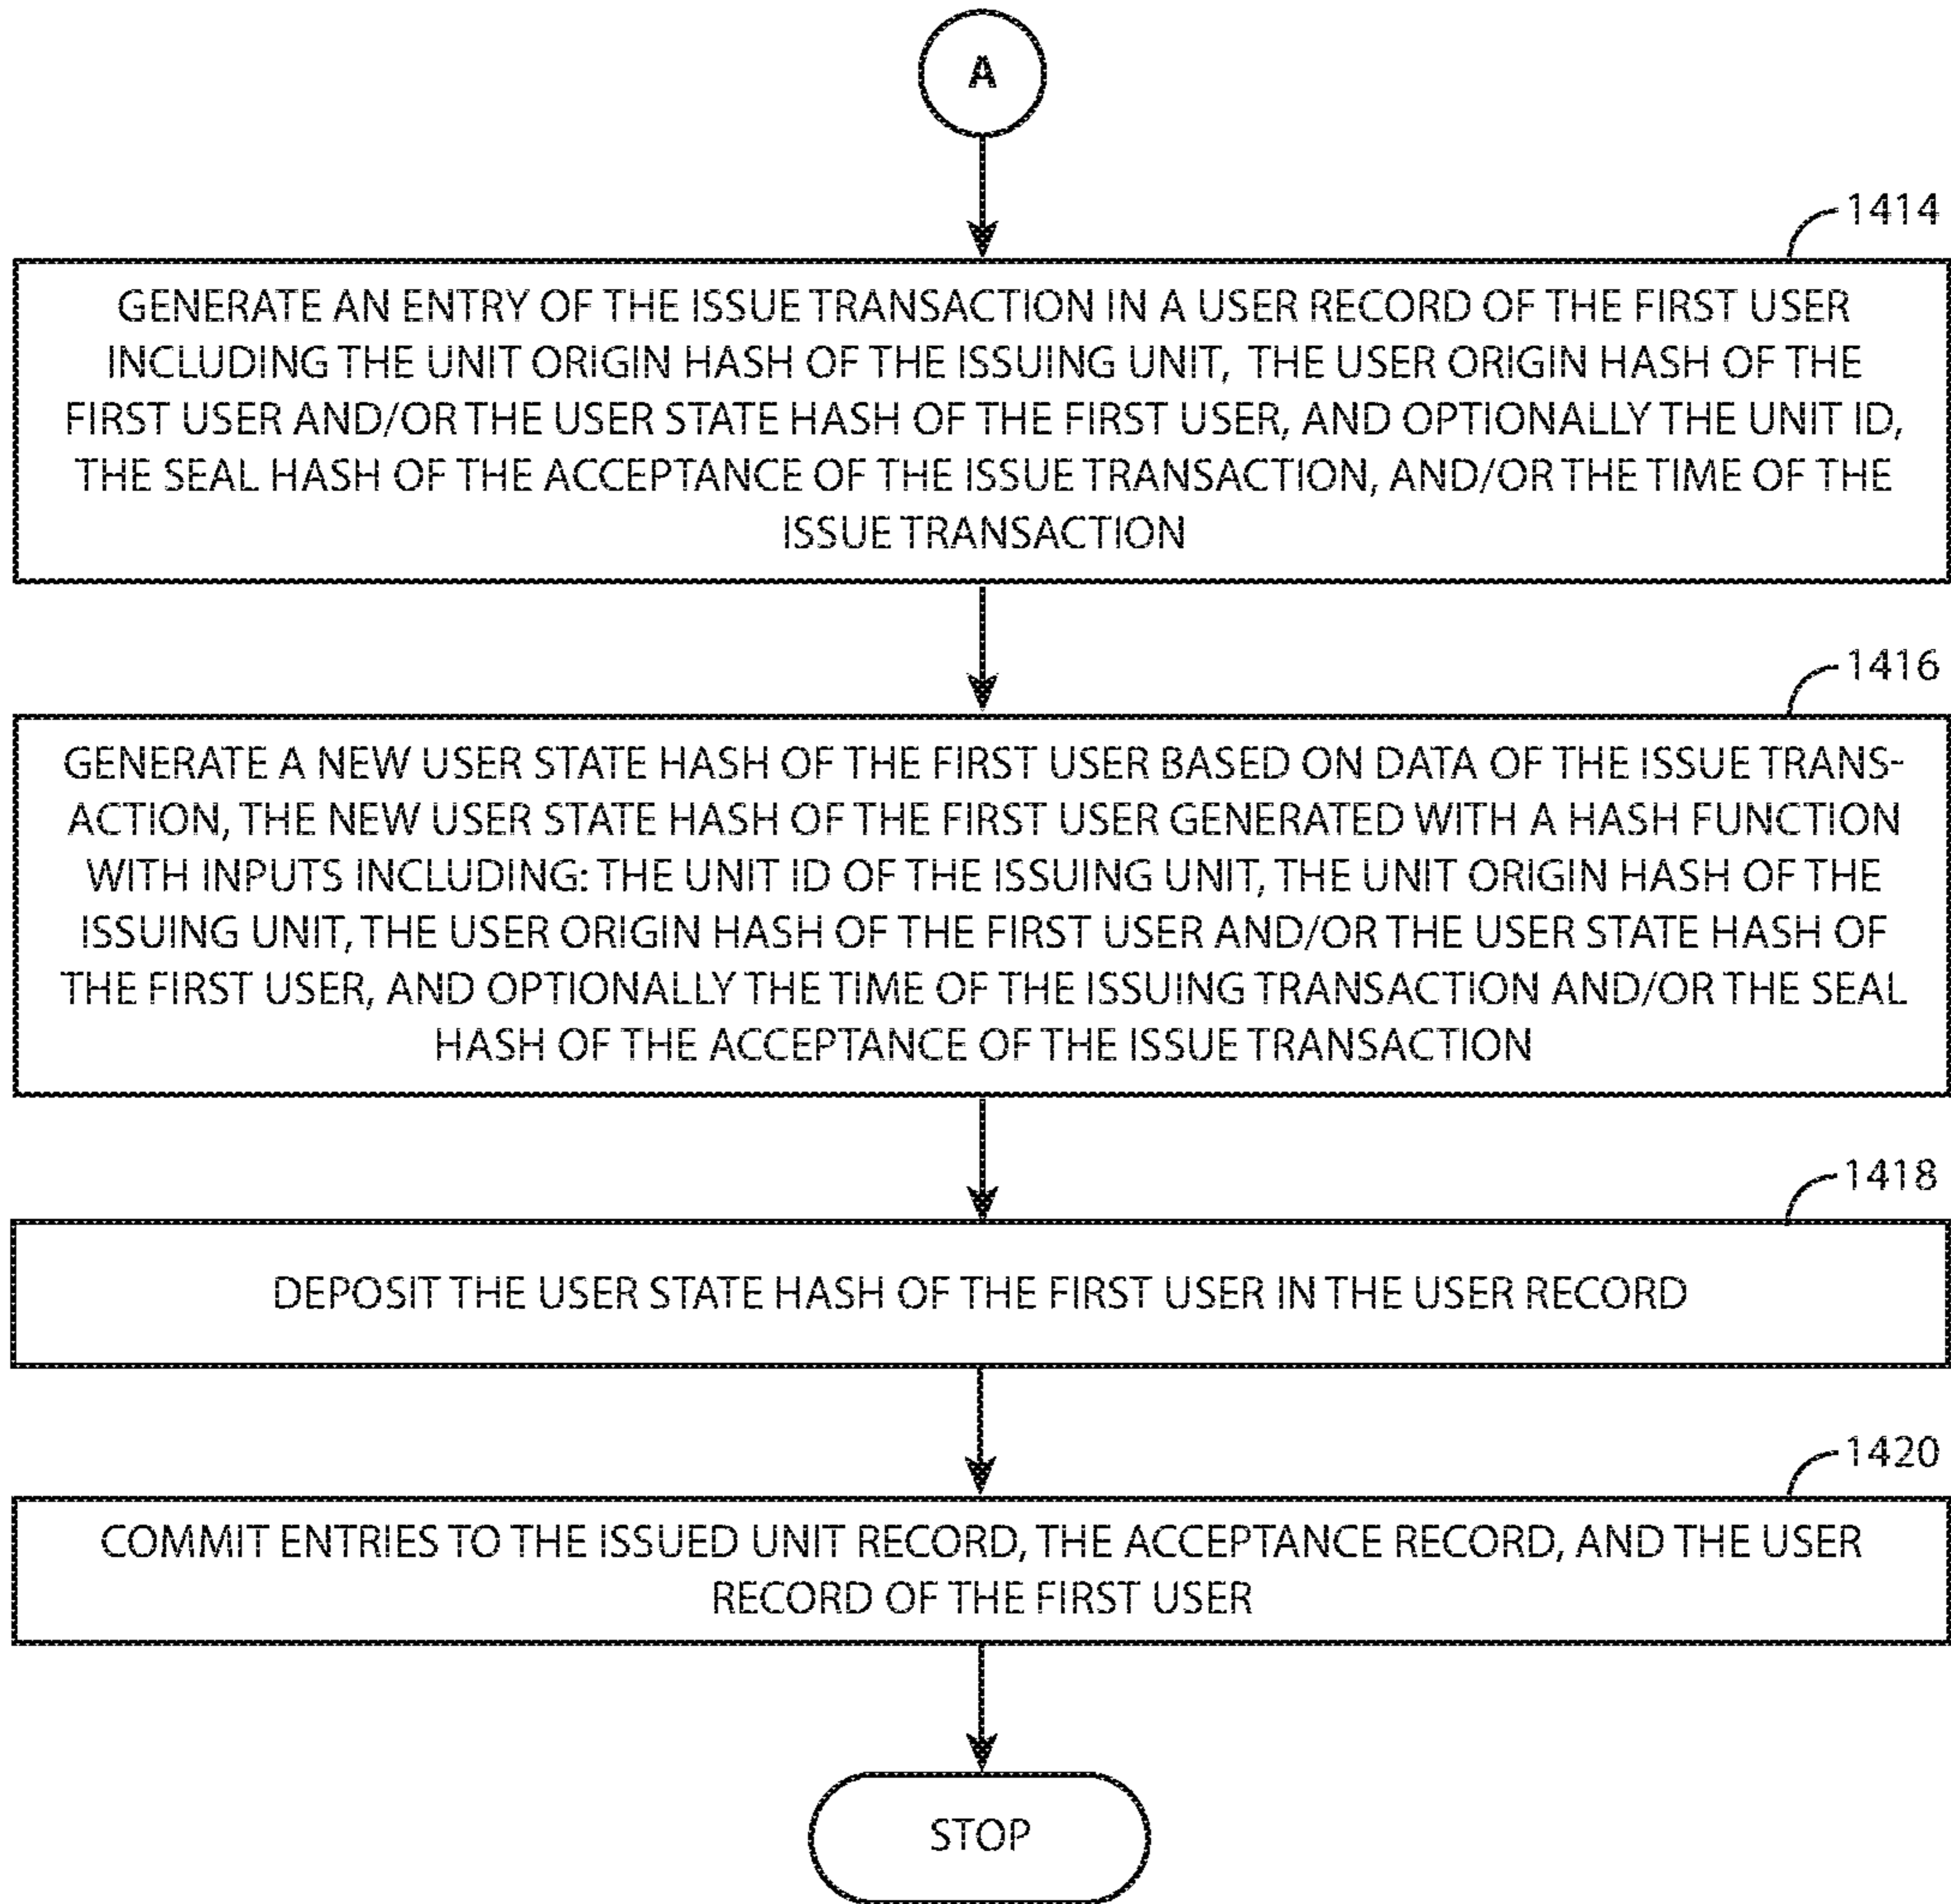 A
1414
GENERATE AN ENTRY OF THE ISSUE TRANSACTION IN A USER RECORD OF THE FIRST USER
INCLUDING THE UNIT ORIGIN HASH OF THE ISSUING UNIT, THE USER ORIGIN HASH OF THE
FIRST USER AND/OR THE USER STATE HASH OF THE FIRST USER, AND OPTIONALLY THE UNIT ID,
THE SEAL HASH OF THE ACCEPTANCE OF THE ISSUE TRANSACTION, AND/OR THE TIME OF THE
ISSUE TRANSACTION
1416
GENERATE A NEW USER STATE HASH OF THE FIRST USER BASED ON DATA OF THE ISSUE TRANS-
ACTION, THE NEW USER STATE HASH OF THE FIRST USER GENERATED WITH A HASH FUNCTION
WITH INPUTS INCLUDING: THE UNIT ID OF THE ISSUING UNIT, THE UNIT ORIGIN HASH OF THE
ISSUING UNIT, THE USER ORIGIN HASH OF THE FIRST USER AND/OR THE USER STATE HASH OF
THE FIRST USER, AND OPTIONALLY THE TIME OF THE ISSUING TRANSACTION AND/OR THE SEAL
HASH OF THE ACCEPTANCE OF THE ISSUE TRANSACTION
1418
DEPOSIT THE USER STATE HASH OF THE FIRST USER IN THE USER RECORD
1420
COMMIT ENTRIES TO THE ISSUED UNIT RECORD, THE ACCEPTANCE RECORD, AND THE USER
RECORD OF THE FIRST USER
STOP